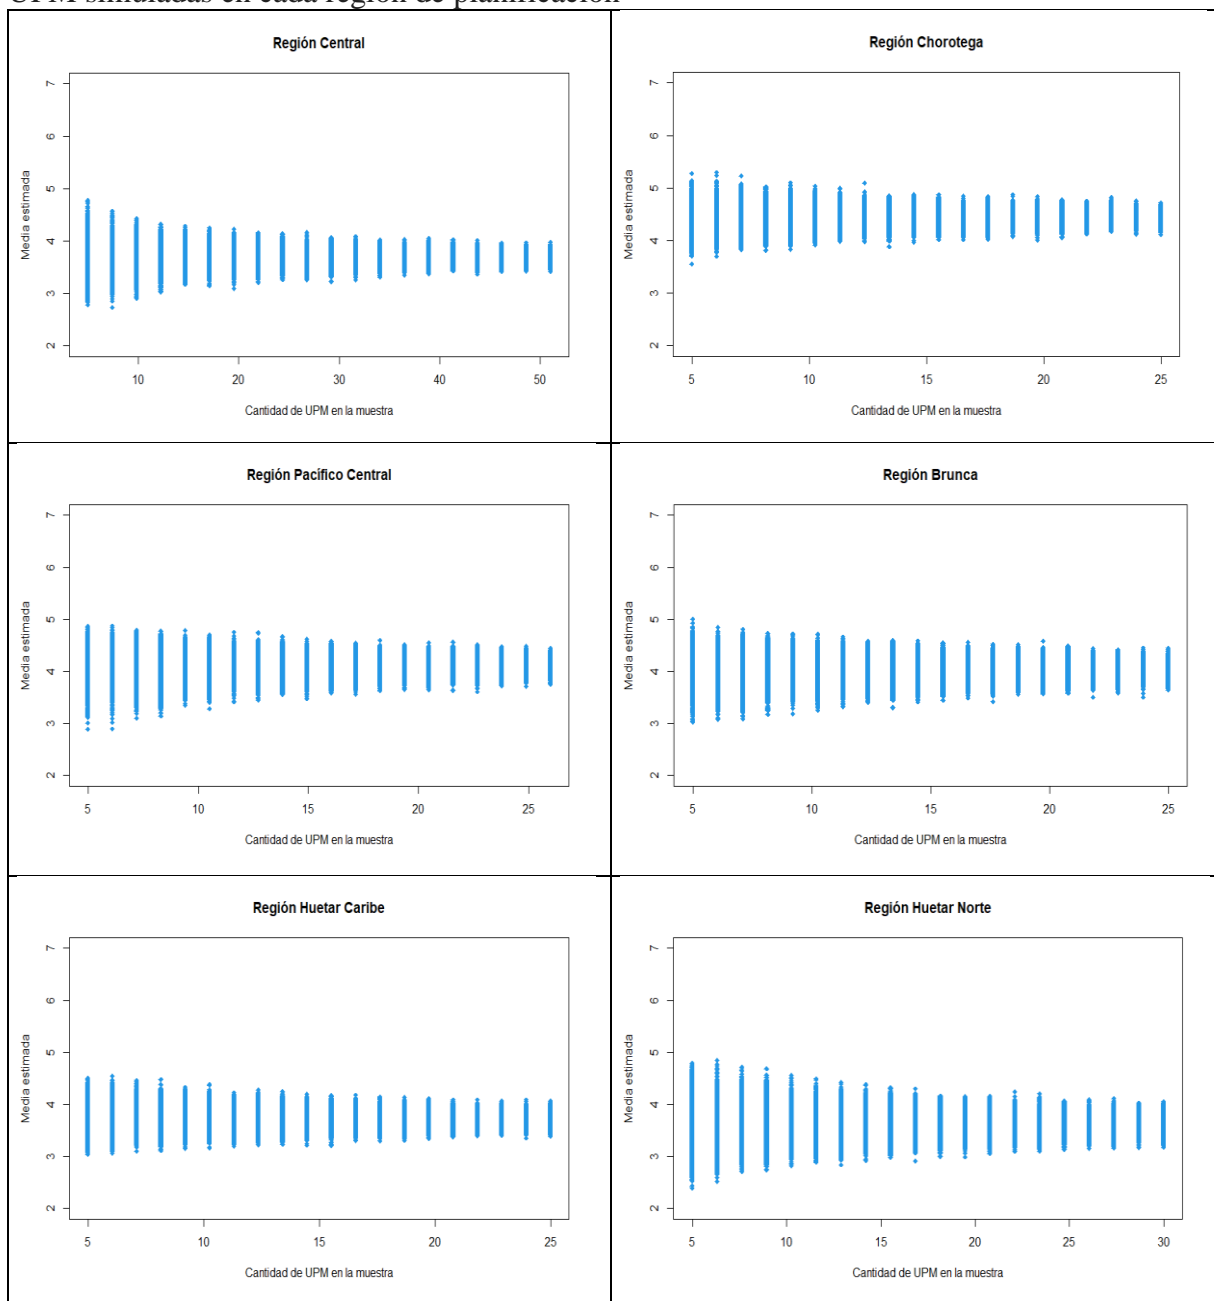 UPM simuladas en cada región de planificación
Región Central
Media estimada
7
6
5
4
3
2
10 20 30 40 50
Cantidad de UPM en la muestra
Región Chorotega
Media estimada
7
6
5
4
3
2
5 10 15 20 25
Cantidad de UPM en la muestra
Región Pacífico Central
Media estimada
7
6
5
4
3
2
5 10 15 20 25
Cantidad de UPM en la muestra
Región Brunca
Media estimada
7
6
5
4
3
2
5 10 15 20 25
Cantidad de UPM en la muestra
Región Huetar Caribe
Media estimada
7
6
5
4
3
2
5 10 15 20 25
Cantidad de UPM en la muestra
Región Huetar Norte
Media estimada
7
6
5
4
3
2
5 10 15 20 25 30
Cantidad de UPM en la muestra